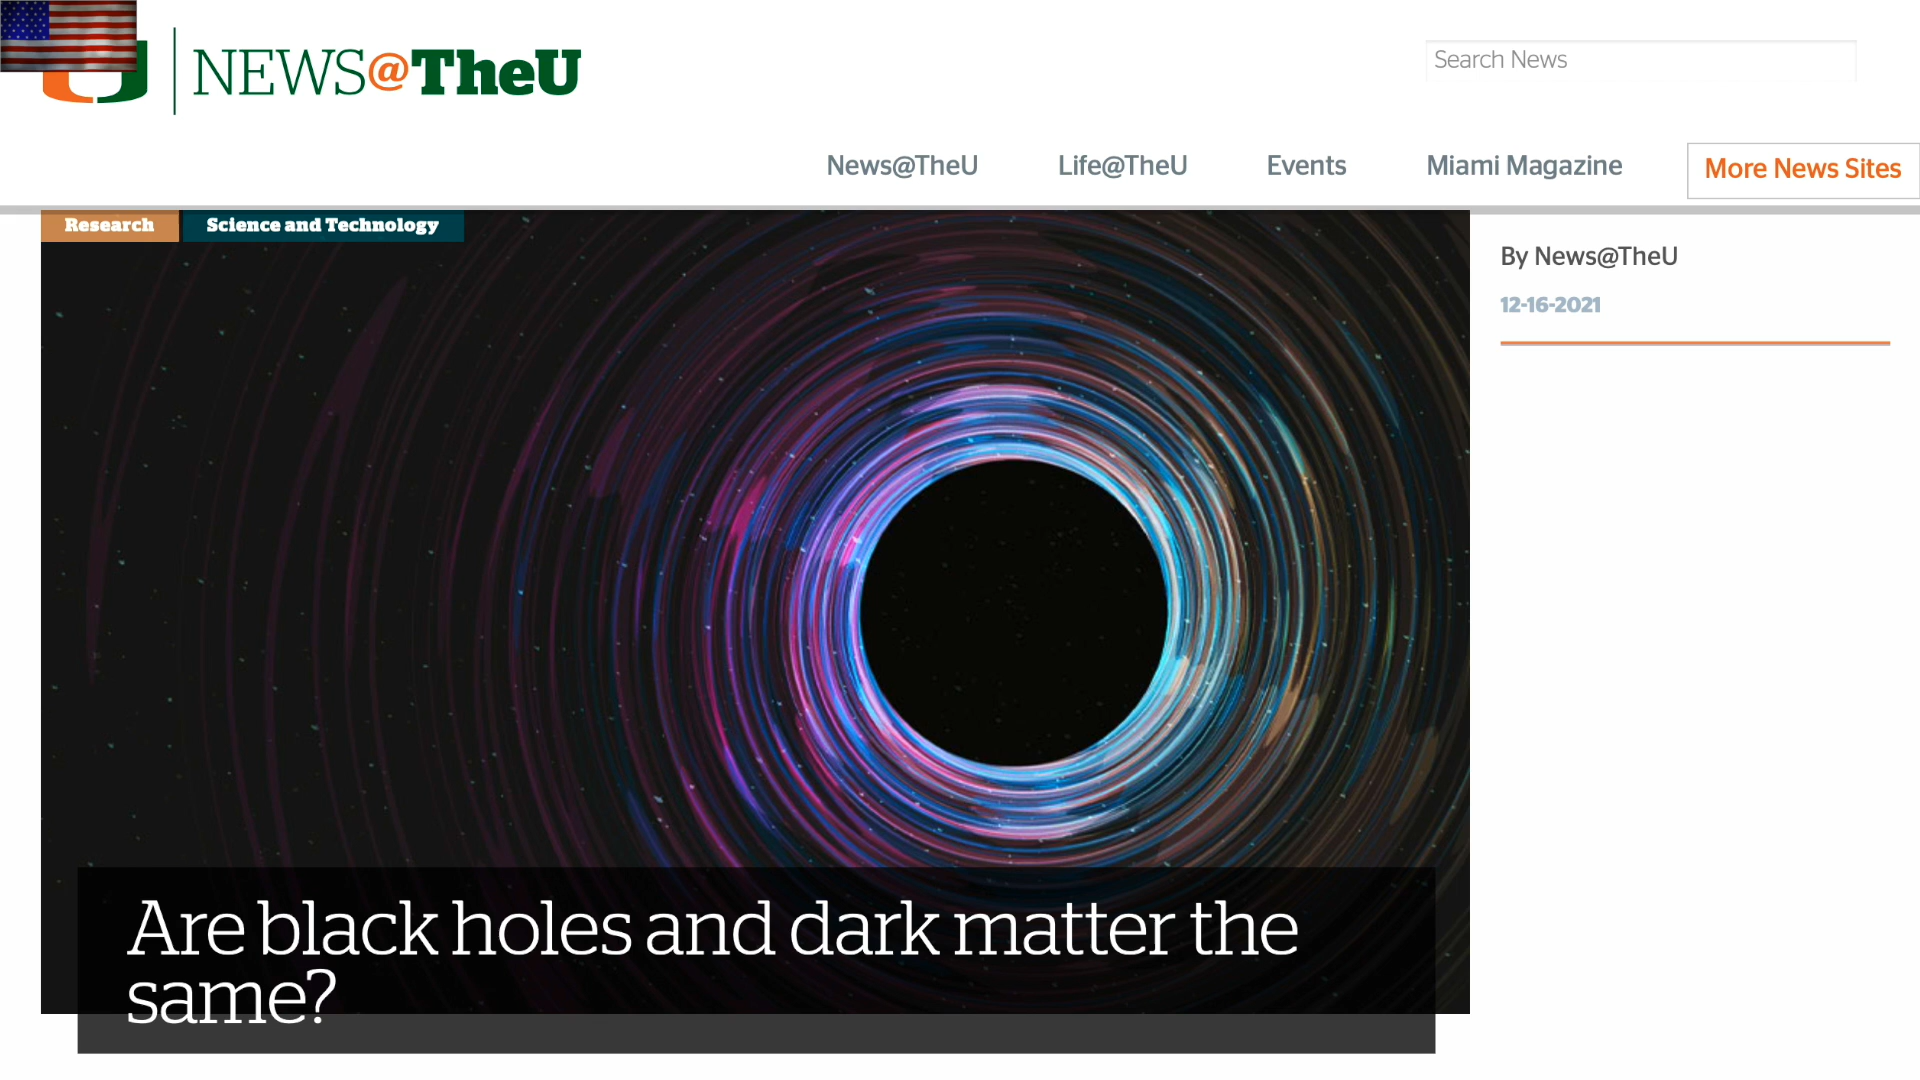 NEWS@TheU
Search News
News@TheU
Life@TheU
Events
Miami Magazine
More News Sites
Research
Science and Technology
By News@TheU
12-16-2021
Are black holes and dark matter the
same?